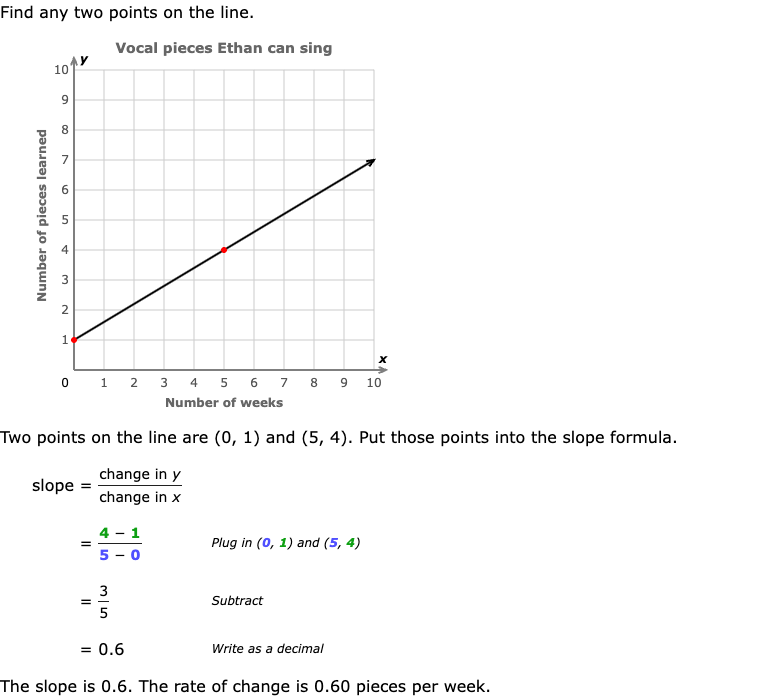 Find any two points on the line.
Vocal pieces Ethan can sing
y
10
9
8
7
6
5
4
3
2
1
Number of pieces learned
x
0 1 2 3 4 5 6 7 8 9 10
Number of weeks
Two points on the line are (0, 1) and (5, 4). Put those points into the slope formula.
slope = change in y / change in x
= 4 − 1 / 5 − 0 Plug in (0, 1) and (5, 4)
= 3 / 5 Subtract
= 0.6 Write as a decimal
The slope is 0.6. The rate of change is 0.60 pieces per week.